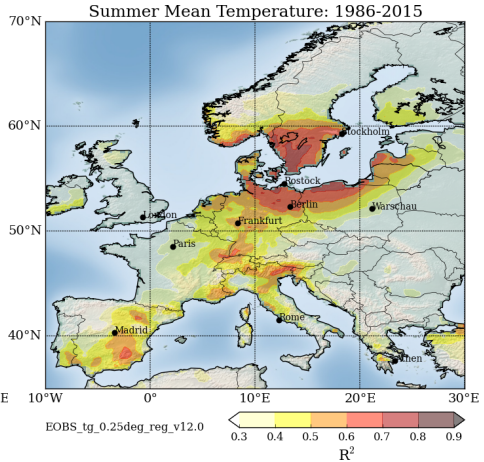 Summer Mean Temperature: 1986-2015
70°N
60°N
Stockholm
Rostöck
London
Berlin
Warschau
50°N
Frankfurt
Paris
Rome
40°N
Madrid
Athen
E
10°W
0°
10°E
20°E
30°E
EOBS_tg_0.25deg_reg_v12.0
0.3
0.4
0.5
0.6
0.7
0.8
0.9
R²